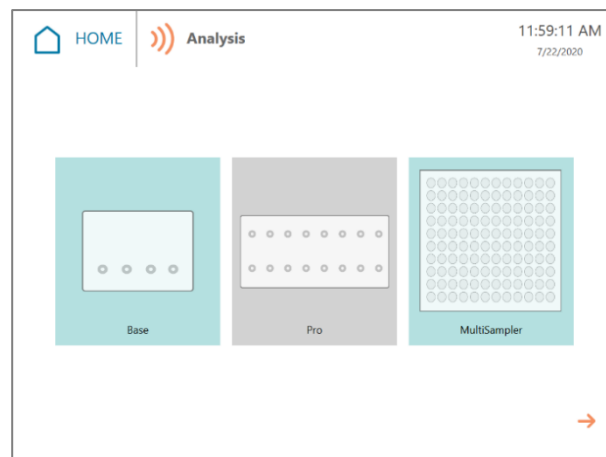 HOME
Analysis
11:59:11 AM
7/22/2020
Base
Pro
MultiSampler